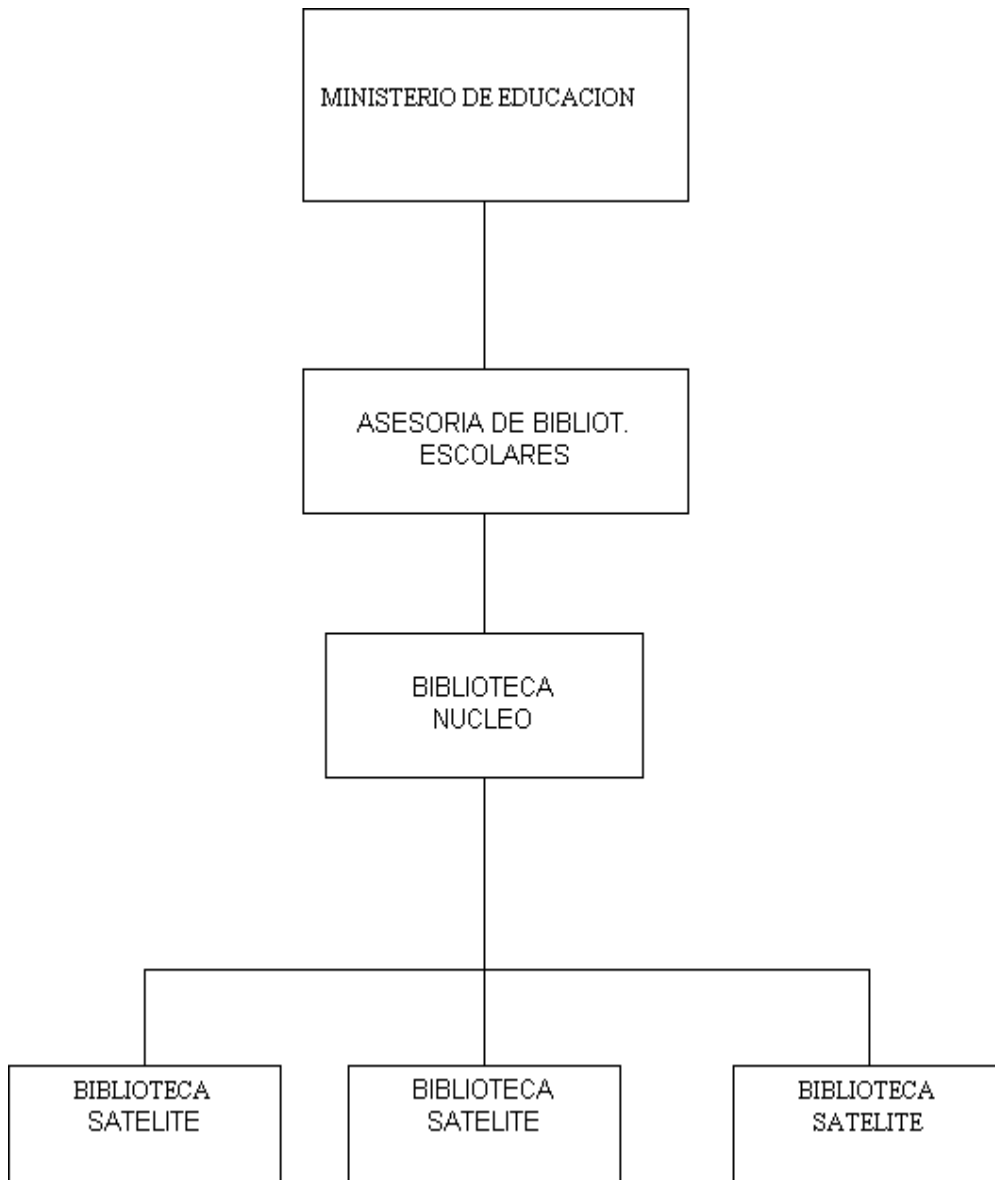 MINISTERIO DE EDUCACION
ASESORIA DE BIBLIOT.
ESCOLARES
BIBLIOTECA
NUCLEO
BIBLIOTECA
SATELITE
BIBLIOTECA
SATELITE
BIBLIOTECA
SATELITE